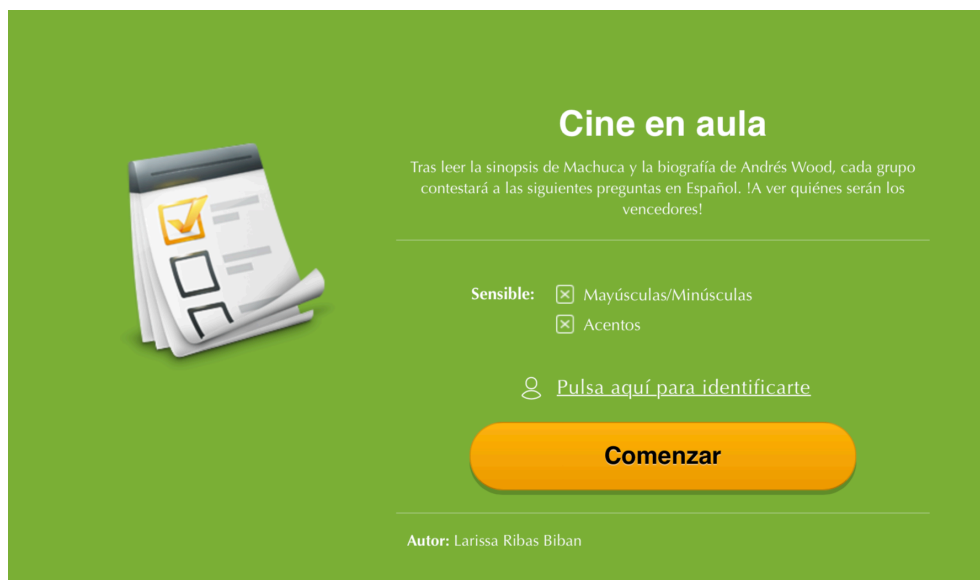 Cine en aula
Tras leer la sinopsis de Machuca y la biografía de Andrés Wood, cada grupo
contestará a las siguientes preguntas en Español. !A ver quiénes serán los
vencedores!
Sensible:
Mayúsculas/Minúsculas
Acentos
Pulsa aquí para identificarte
Comenzar
Autor: Larissa Ribas Biban